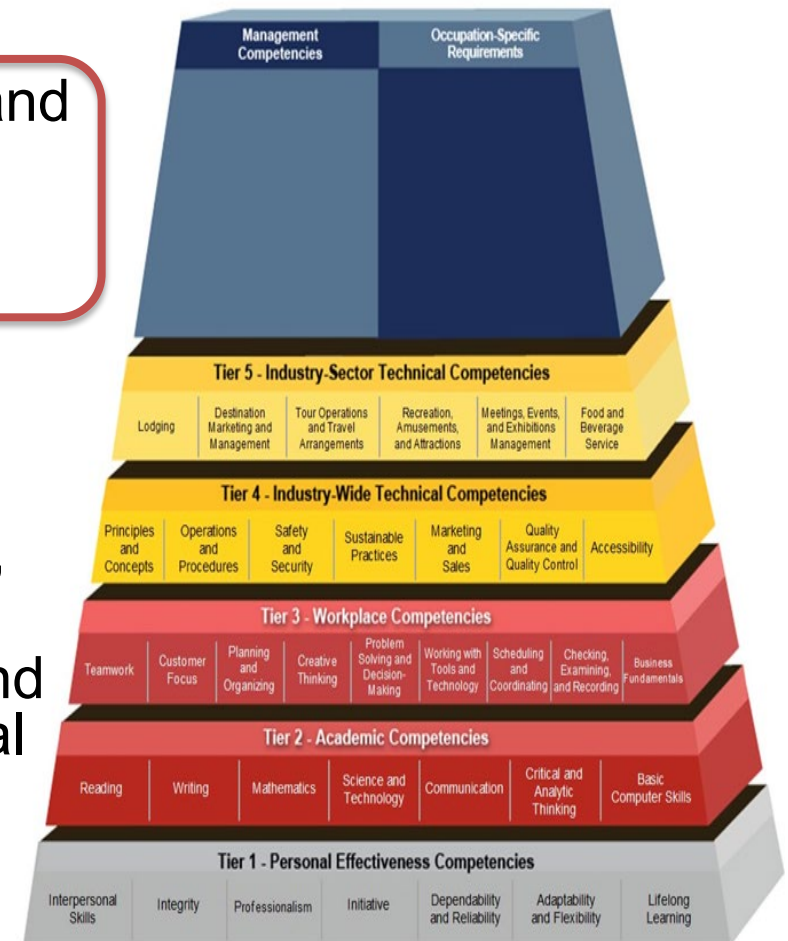 and
,
nd
al
Management
Competencies
Occupation-Specific
Requirements
Tier 5 - Industry-Sector Technical Competencies
Lodging
Destination
Marketing and
Management
Tour Operations
and Travel
Arrangements
Recreation,
Amusements,
and Attractions
Meetings, Events,
and Exhibitions
Management
Food and
Beverage
Service
Tier 4 - Industry-Wide Technical Competencies
Principles
and
Concepts
Operations
and
Procedures
Safety
and
Security
Sustainable
Practices
Marketing
and
Sales
Quality
Assurance and
Quality Control
Accessibility
Tier 3 - Workplace Competencies
Teamwork
Customer
Focus
Planning
and
Organizing
Creative
Thinking
Problem
Solving and
Decision-
Making
Working with
Tools and
Technology
Scheduling
and
Coordinating
Checking,
Examining,
and Recording
Business
Fundamentals
Tier 2 - Academic Competencies
Reading
Writing
Mathematics
Science and
Technology
Communication
Critical and
Analytic
Thinking
Basic
Computer Skills
Tier 1 - Personal Effectiveness Competencies
Interpersonal
Skills
Integrity
Professionalism
Initiative
Dependability
and Reliability
Adaptability
and Flexibility
Lifelong
Learning